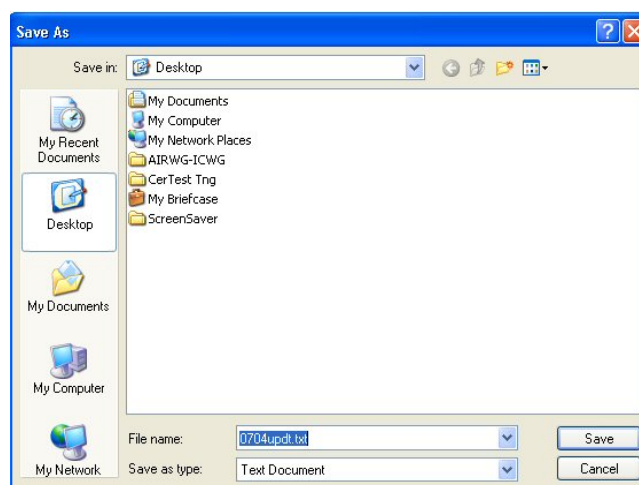 Save As
Save in:
Desktop
My Recent
Documents
Desktop
My Documents
My Computer
My Network
My Documents
My Computer
My Network Places
AIRWG-ICWG
CerTest Tng
My Briefcase
ScreenSaver
File name:
0704updt.txt
Save
Save as type:
Text Document
Cancel